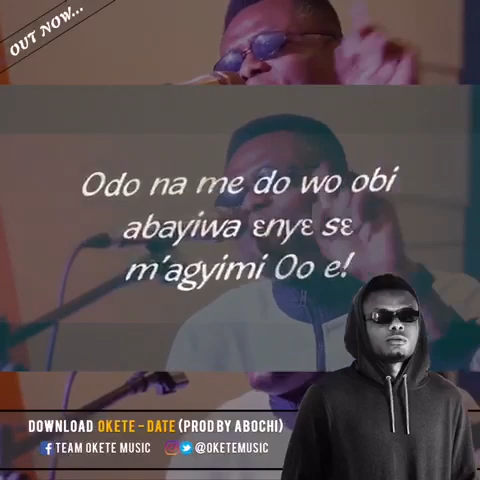 OUT NOW...
Odo na me do wo obi
abayiwa ɛnyɛ sɛ
m'agyimi Oo e!
DOWNLOAD OKETE - DATE (PROD BY ABOCHI)
TEAM OKETE MUSIC @OKETEMUSIC